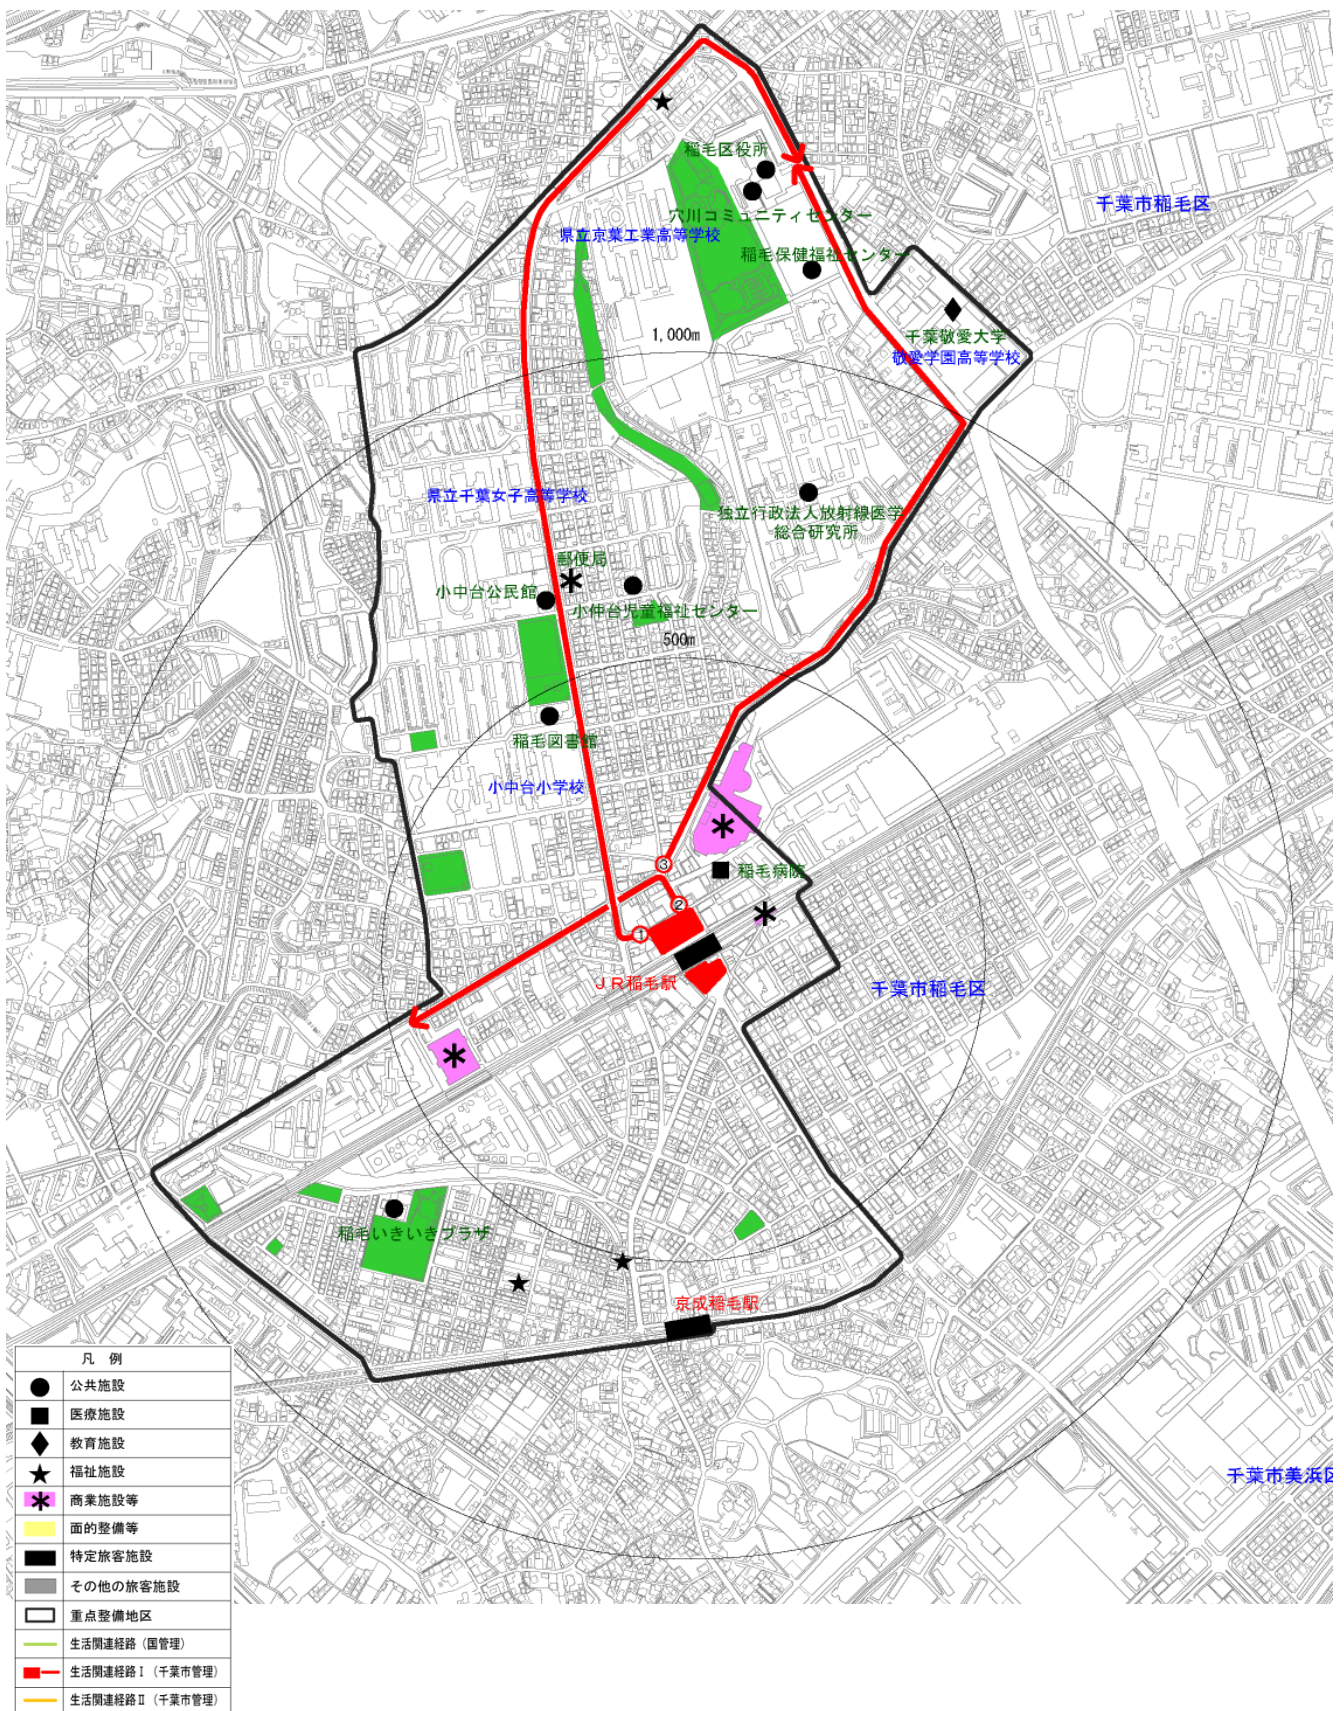 稲毛区役所
千葉市稲毛区
穴川コミュニティセンター
県立京葉工業高等学校
稲毛保健福祉センター
1,000m
千葉敬愛大学
敬愛学園高等学校
県立千葉女子高等学校
独立行政法人放射線医学
総合研究所
郵便局
小中台公民館
小仲台児童福祉センター
500m
稲毛図書館
小中台小学校
③
稲毛病院
②
①
JR稲毛駅
千葉市稲毛区
稲毛いきいきプラザ
京成稲毛駅
千葉市美浜区
凡 例
公共施設
医療施設
教育施設
福祉施設
商業施設等
面的整備等
特定旅客施設
その他の旅客施設
重点整備地区
生活関連経路（国管理）
生活関連経路Ⅰ（千葉市管理）
生活関連経路Ⅱ（千葉市管理）